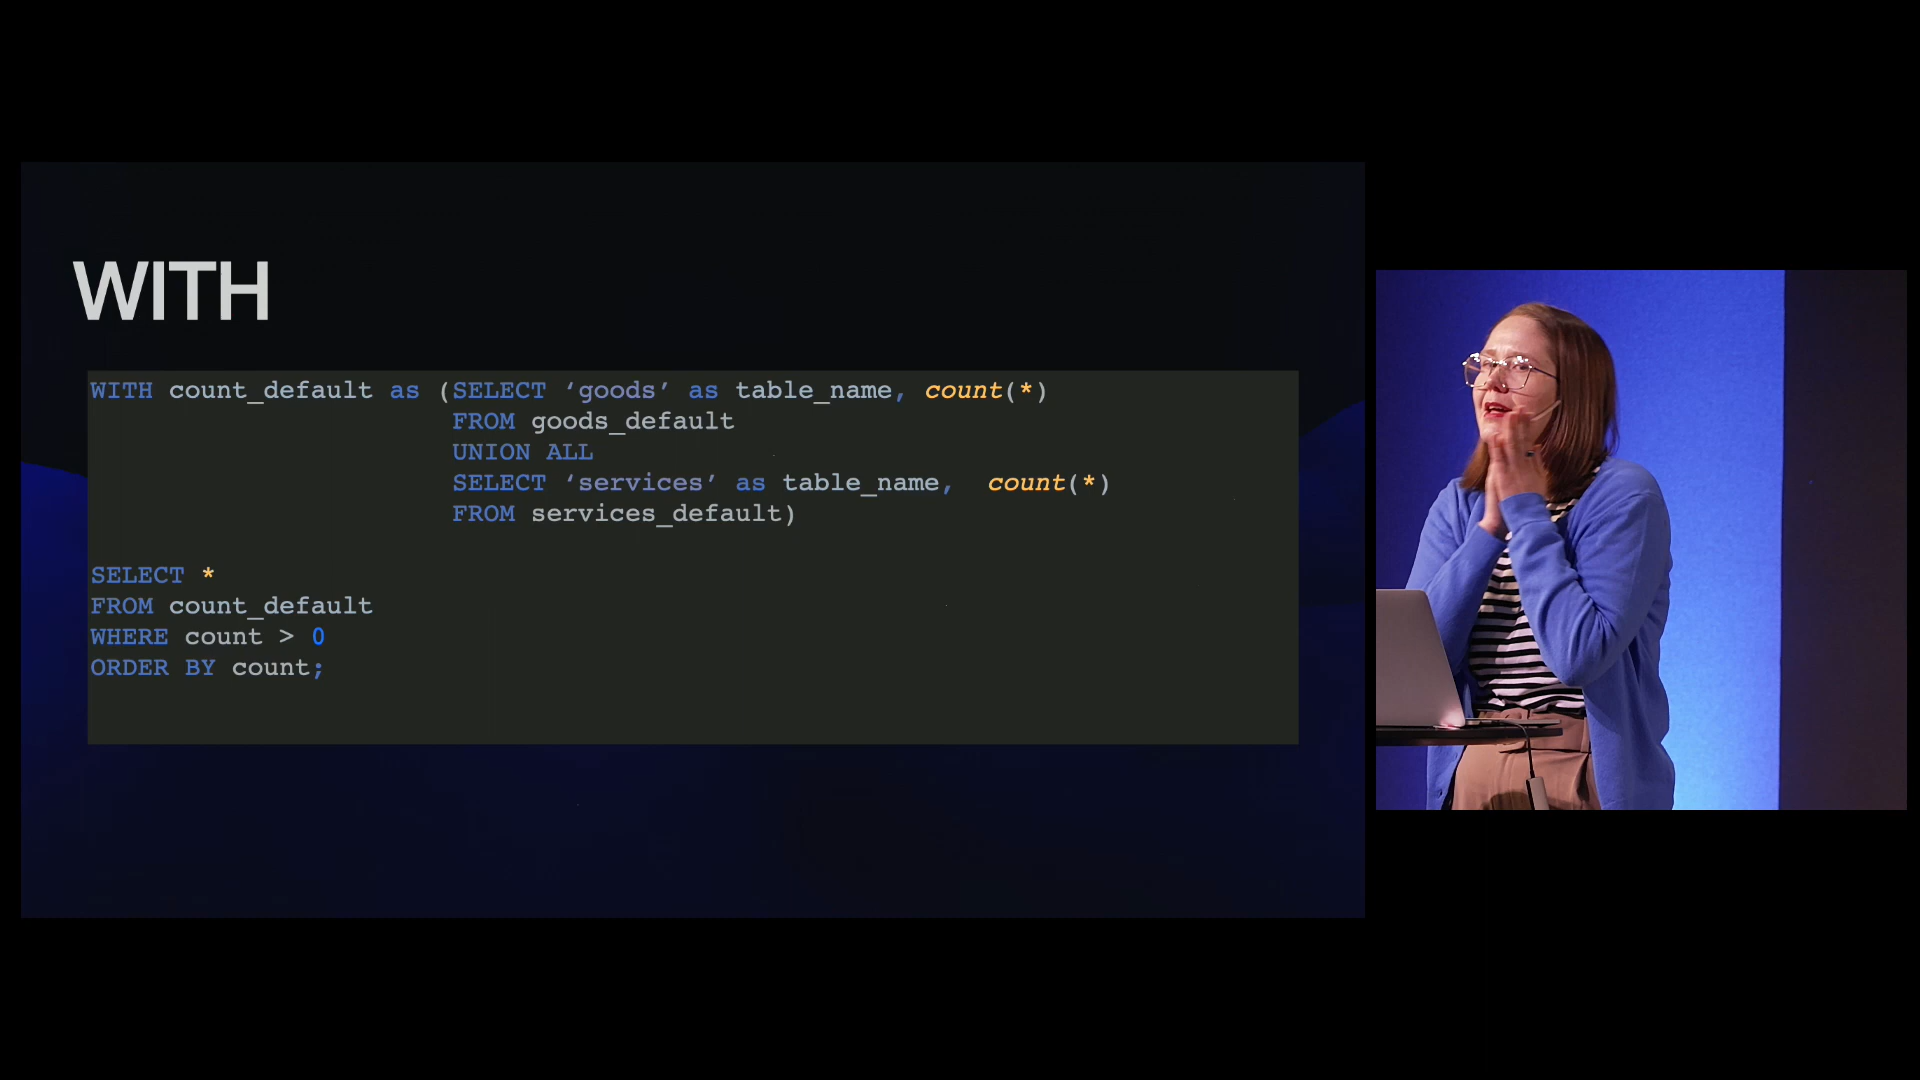 WITH
WITH count_default as (SELECT ‘goods’ as table_name, count(*)
FROM goods_default
UNION ALL
SELECT ‘services’ as table_name,  count(*)
FROM services_default)
SELECT *
FROM count_default
WHERE count > 0
ORDER BY count;